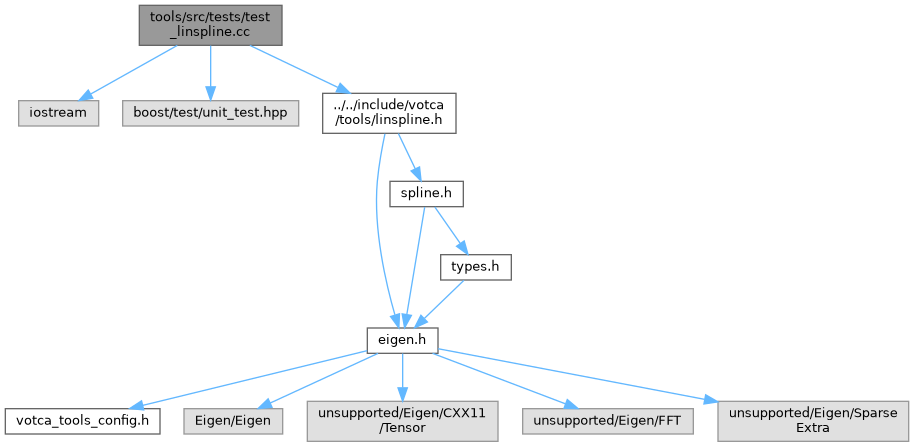 tools/src/tests/test
_linspline.cc
iostream
boost/test/unit_test.hpp
../../include/votca
/tools/linspline.h
spline.h
types.h
eigen.h
votca_tools_config.h
Eigen/Eigen
unsupported/Eigen/CXX11
/Tensor
unsupported/Eigen/FFT
unsupported/Eigen/Sparse
Extra